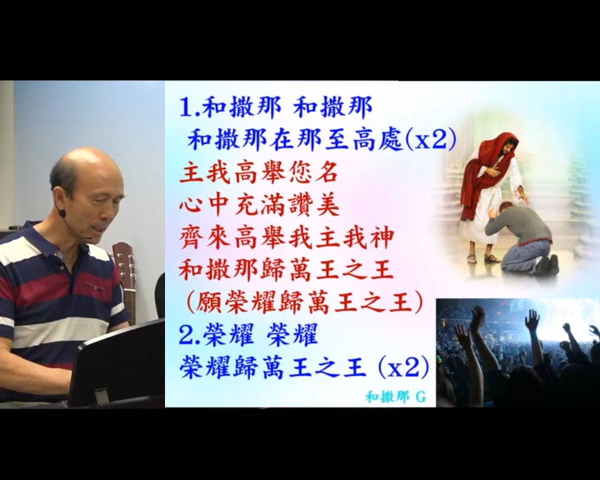 1.和撒那 和撒那
和撒那在那至高處(x2)
主我高舉您名
心中充滿讚美
齊來高舉我主我神
和撒那歸萬王之王
(願榮耀歸萬王之王)
2.榮耀 榮耀
榮耀歸萬王之王 (x2)
和撒那 G